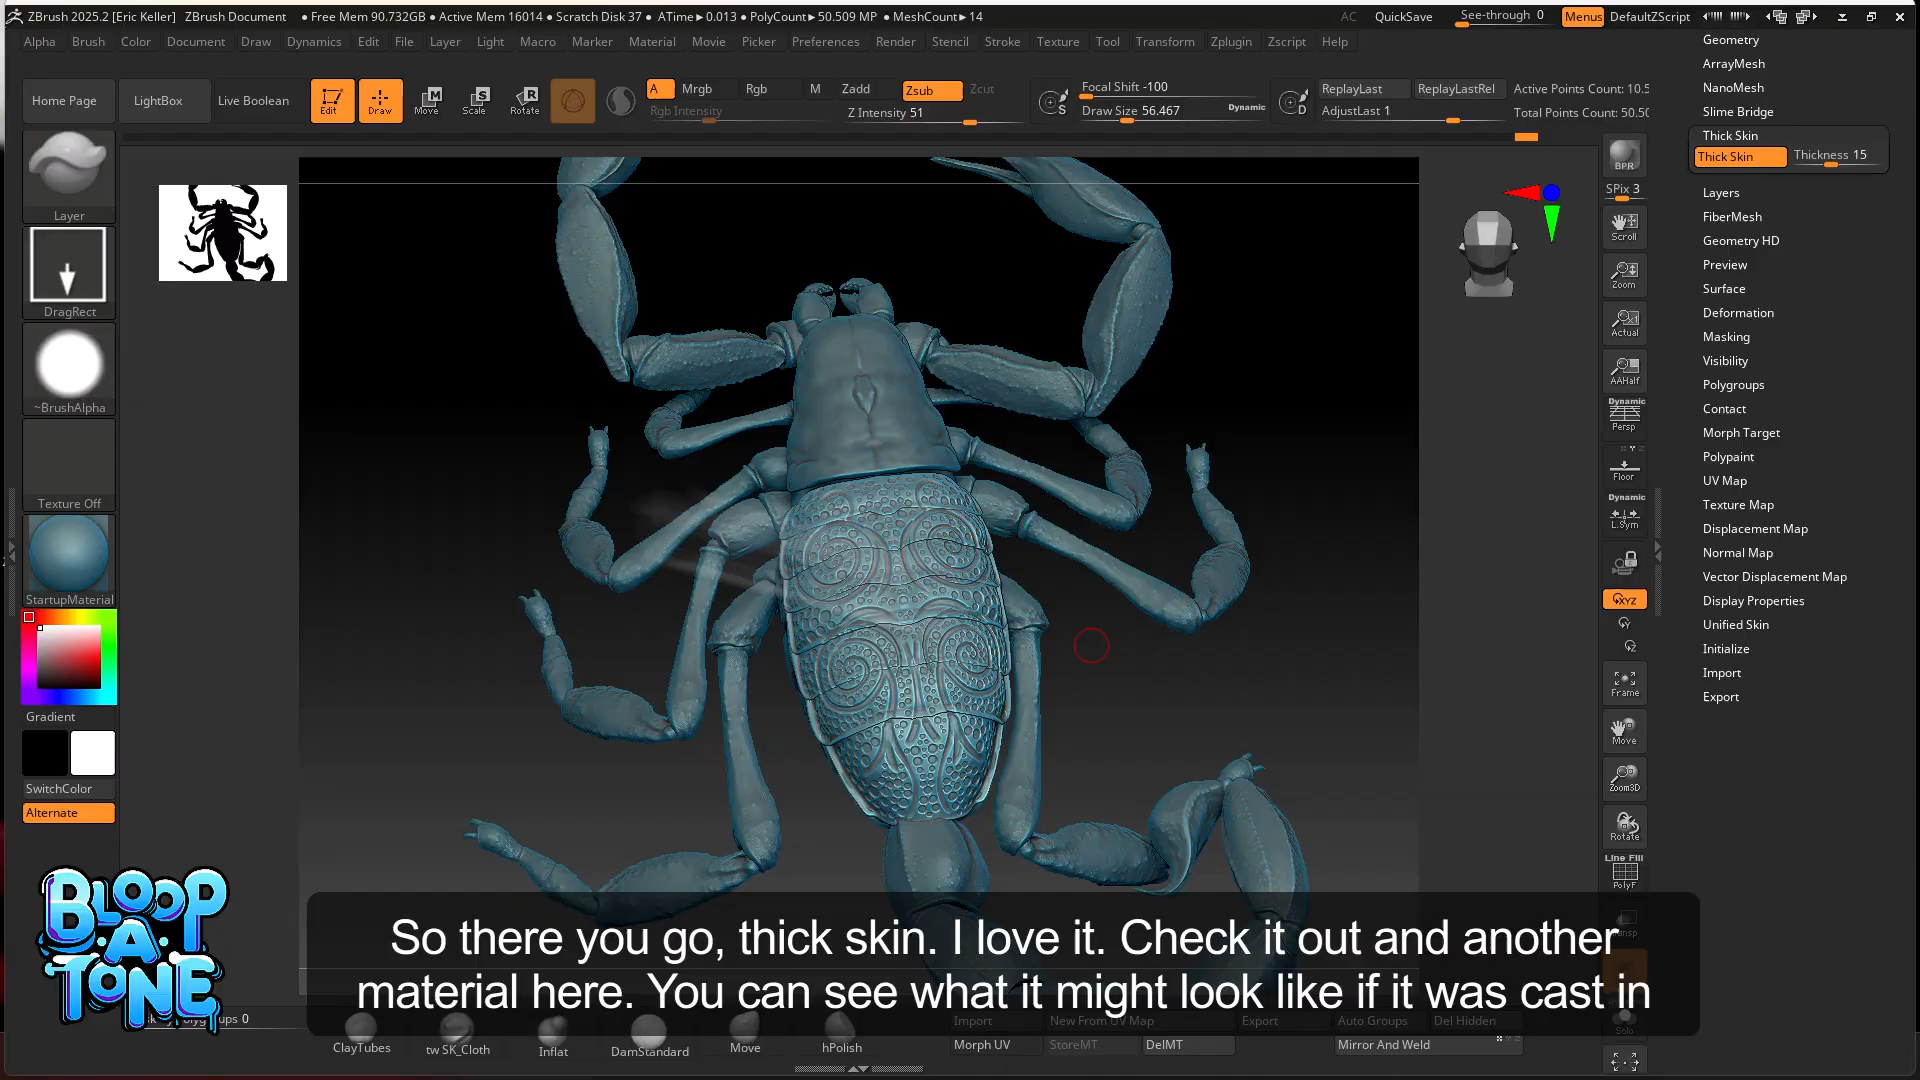 ZBrush 2025.2 [Eric Keller] ZBrush Document ● Free Mem 90.732GB ● Active Mem 16014 ● Scratch Disk 37 ● ATime►0.013 ● PolyCount►50.509 MP ● MeshCount►14
AC QuickSave See-through 0 Menus DefaultZScript
Alpha Brush Color Document Draw Dynamics Edit File Layer Light Macro Marker Material Movie Picker Preferences Render Stencil Stroke Texture Tool Transform Zplugin Zscript Help
Home Page LightBox Live Boolean Edit Draw Move Scale Rotate
A Mrgb Rgb M Zadd Zsub Zcut
Rgb Intensity Z Intensity 51
Focal Shift -100
Draw Size 56.467 Dynamic
ReplayLast ReplayLastRel Active Points Count: 10.5
AdjustLast 1 Total Points Count: 50.50
Layer
DragRect
~BrushAlpha
Texture Off
StartupMaterial
Gradient
SwitchColor
Alternate
BPR
SPix 3
Scroll
Zoom
Actual
AAHalf
Dynamic
Persp
Floor
Dynamic
L.Sym
XYZ
Frame
Move
Zoom3D
Rotate
Line Fill
PolyF
Solo
Geometry
ArrayMesh
NanoMesh
Slime Bridge
Thick Skin
Thick Skin Thickness 15
Layers
FiberMesh
Geometry HD
Preview
Surface
Deformation
Masking
Visibility
Polygroups
Contact
Morph Target
Polypaint
UV Map
Texture Map
Displacement Map
Normal Map
Vector Displacement Map
Display Properties
Unified Skin
Initialize
Import
Export
BLOOP
A
TONE
So there you go, thick skin. I love it. Check it out and another
material here. You can see what it might look like if it was cast in
ClayTubes tw SK_Cloth Inflat DamStandard Move hPolish
Import New From UV Map Export Auto Groups Del Hidden
Morph UV StoreMT DelMT Mirror And Weld